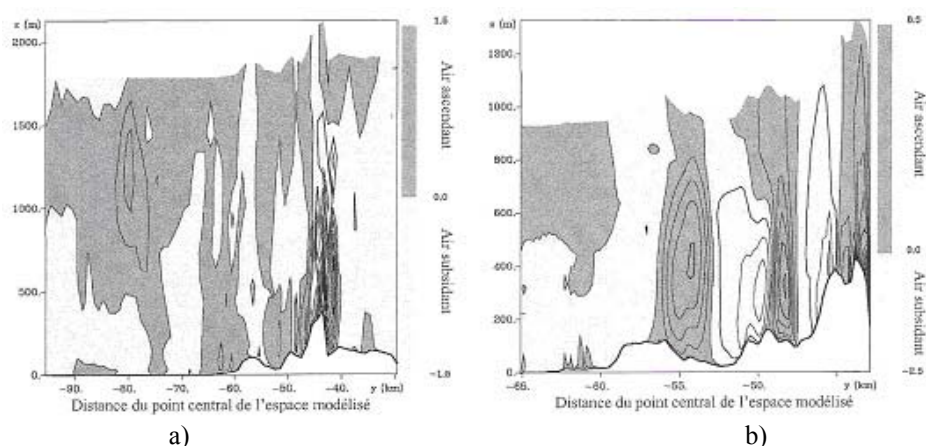 z (m)
2000.
1500.
1000.
500.
0.
-90.
-80.
-70.
-60.
-50.
-40.
y (km)
Distance du point central de l'espace modélisé
1.5
Air ascendant
0.0
Air subsidant
-1.5
a)
z (m)
1800.
1000.
800.
600.
400.
200.
0.
-65.
-60.
-55.
-50.
y (km)
Distance du point central de l'espace modélisé
8.5
Air ascendant
0.0
Air subsidant
-2.5
b)